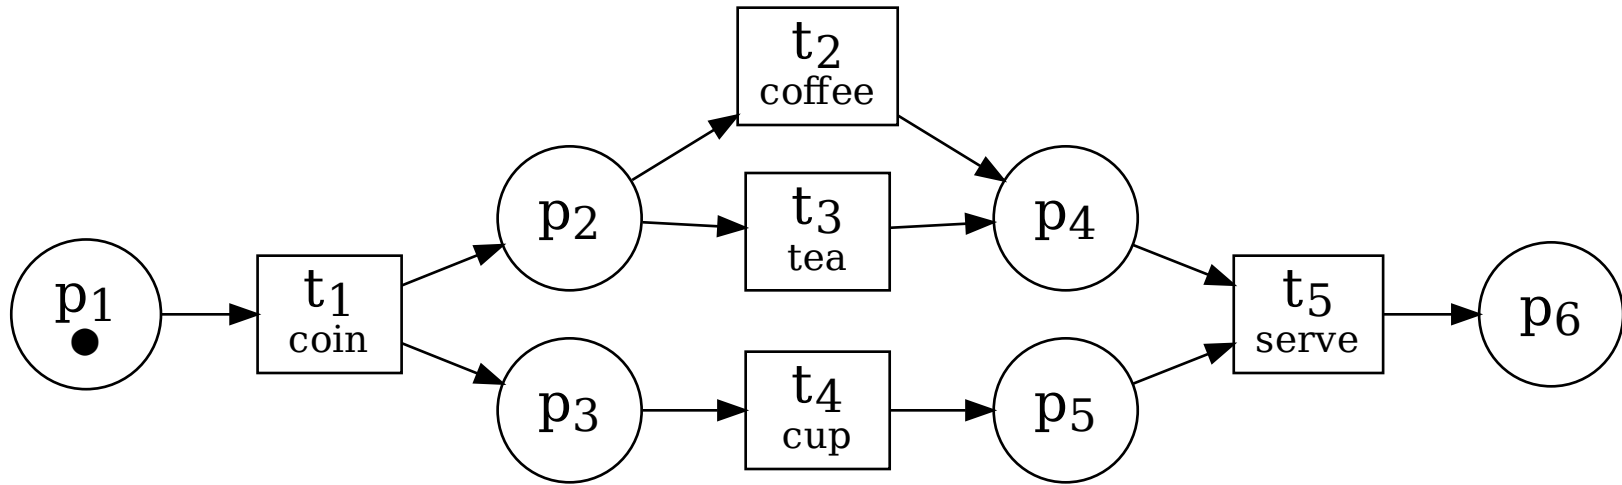 p1
t1
coin
p2
p3
t2
coffee
t3
tea
t4
cup
p4
p5
t5
serve
p6